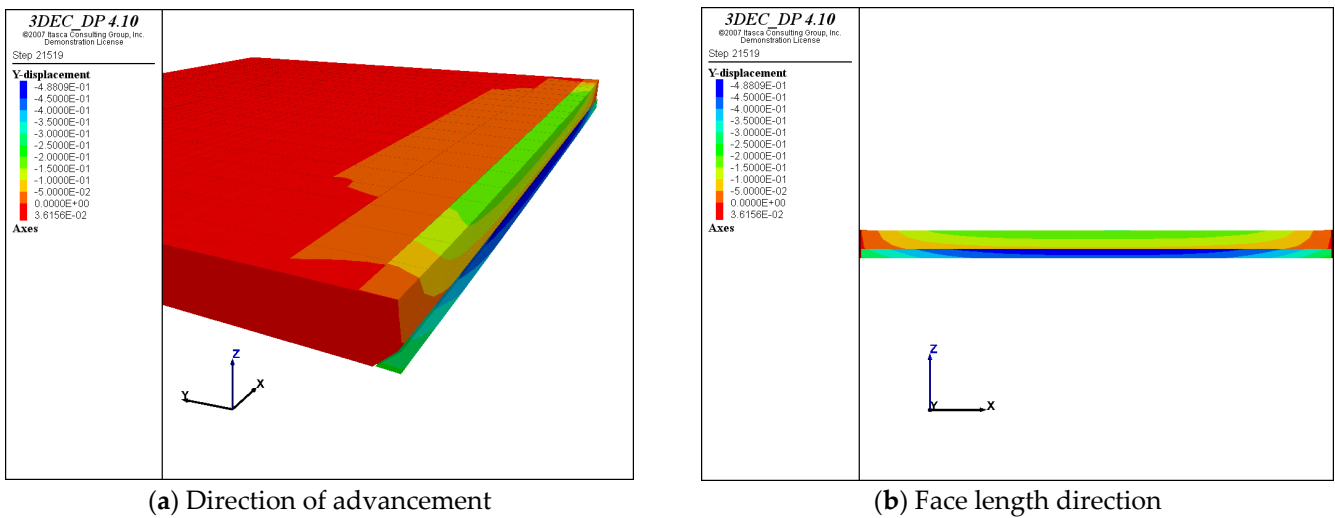 3DEC_DP 4.10
©2007 Itasca Consulting Group, Inc.
Demonstration License
Step 21519
Y-displacement
-4.8809E-01
-4.5000E-01
-4.0000E-01
-3.5000E-01
-3.0000E-01
-2.5000E-01
-2.0000E-01
-1.5000E-01
-1.0000E-01
-5.0000E-02
0.0000E+00
3.6156E-02
Axes
Z
X
Y
(a) Direction of advancement
3DEC_DP 4.10
©2007 Itasca Consulting Group, Inc.
Demonstration License
Step 21519
Y-displacement
-4.8809E-01
-4.5000E-01
-4.0000E-01
-3.5000E-01
-3.0000E-01
-2.5000E-01
-2.0000E-01
-1.5000E-01
-1.0000E-01
-5.0000E-02
0.0000E+00
3.6156E-02
Axes
Z
Y X
(b) Face length direction